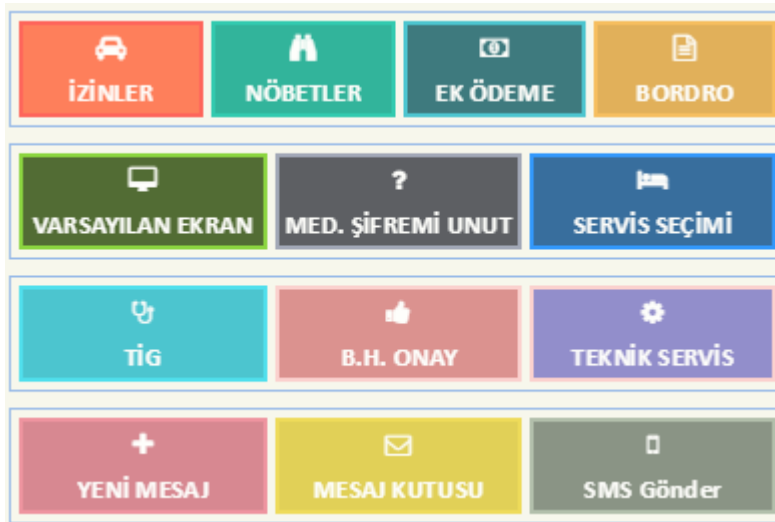 İZİNLER
NÖBETLER
EK ÖDEME
BORDRO
VARSAYILAN EKRAN
MED. ŞİFREMİ UNUT
SERVİS SEÇİMİ
TİG
B.H. ONAY
TEKNİK SERVİS
YENİ MESAJ
MESAJ KUTUSU
SMS Gönder